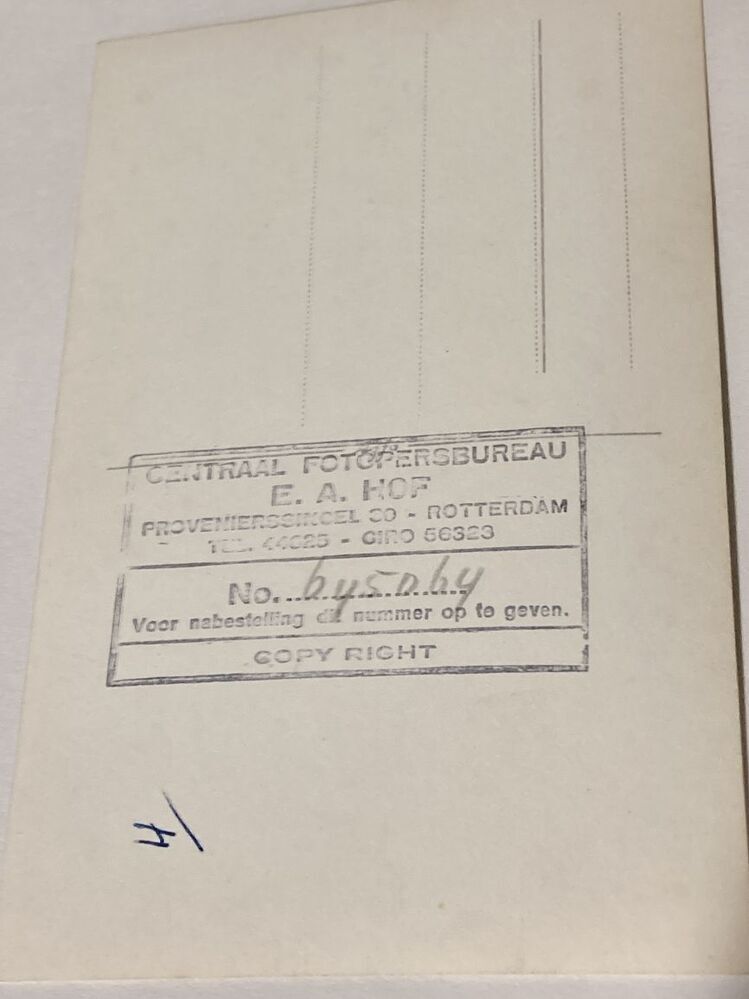 CENTRAAL FOTOPERSBUREAU
E. A. HOF
PROVENIERSSINGEL 30 - ROTTERDAM
TEL. 44625 - GIRO 56323
No.
Voor nabestelling dit nummer op te geven.
COPY RIGHT